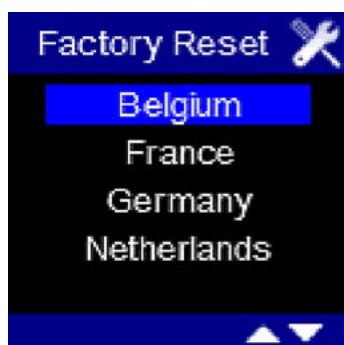 Factory Reset
Belgium
France
Germany
Netherlands